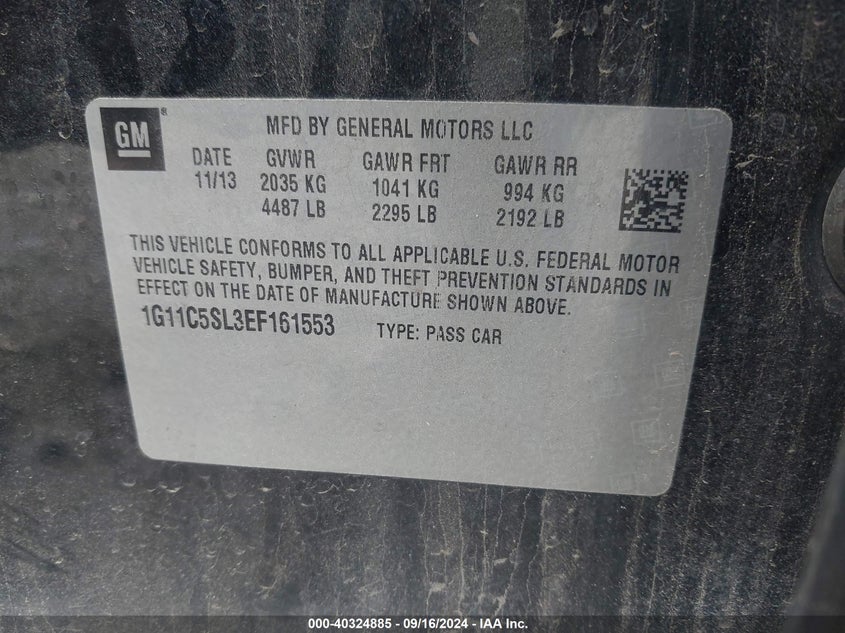 GM
MFD BY GENERAL MOTORS LLC
DATE GVWR GAWR FRT GAWR RR
11/13 2035 KG 1041 KG 994 KG
4487 LB 2295 LB 2192 LB
THIS VEHICLE CONFORMS TO ALL APPLICABLE U.S. FEDERAL MOTOR
VEHICLE SAFETY, BUMPER, AND THEFT PREVENTION STANDARDS IN
EFFECT ON THE DATE OF MANUFACTURE SHOWN ABOVE.
1G11C5SL3EF161553 TYPE: PASS CAR
000-40324885 - 09/16/2024 - IAA Inc.